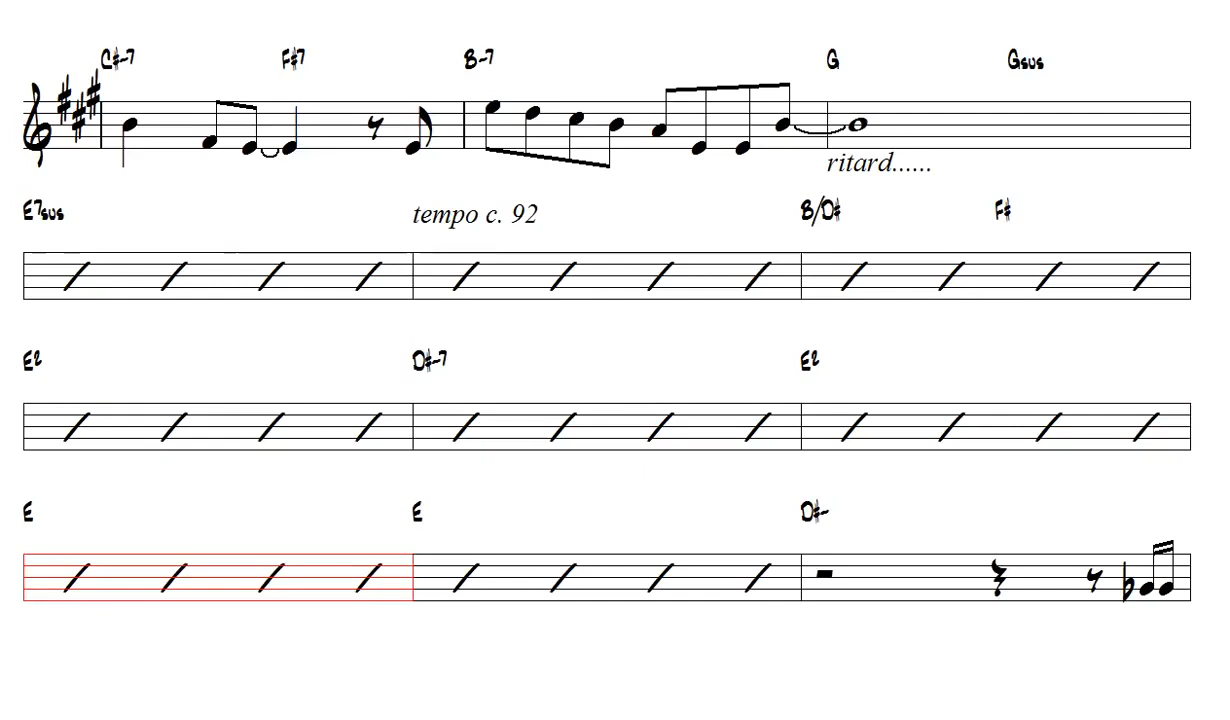 C#-7 F#7 B-7 G Gsus
ritard......
E7sus tempo c. 92 B/D# F#
E2 D#-7 E2
E E D#-